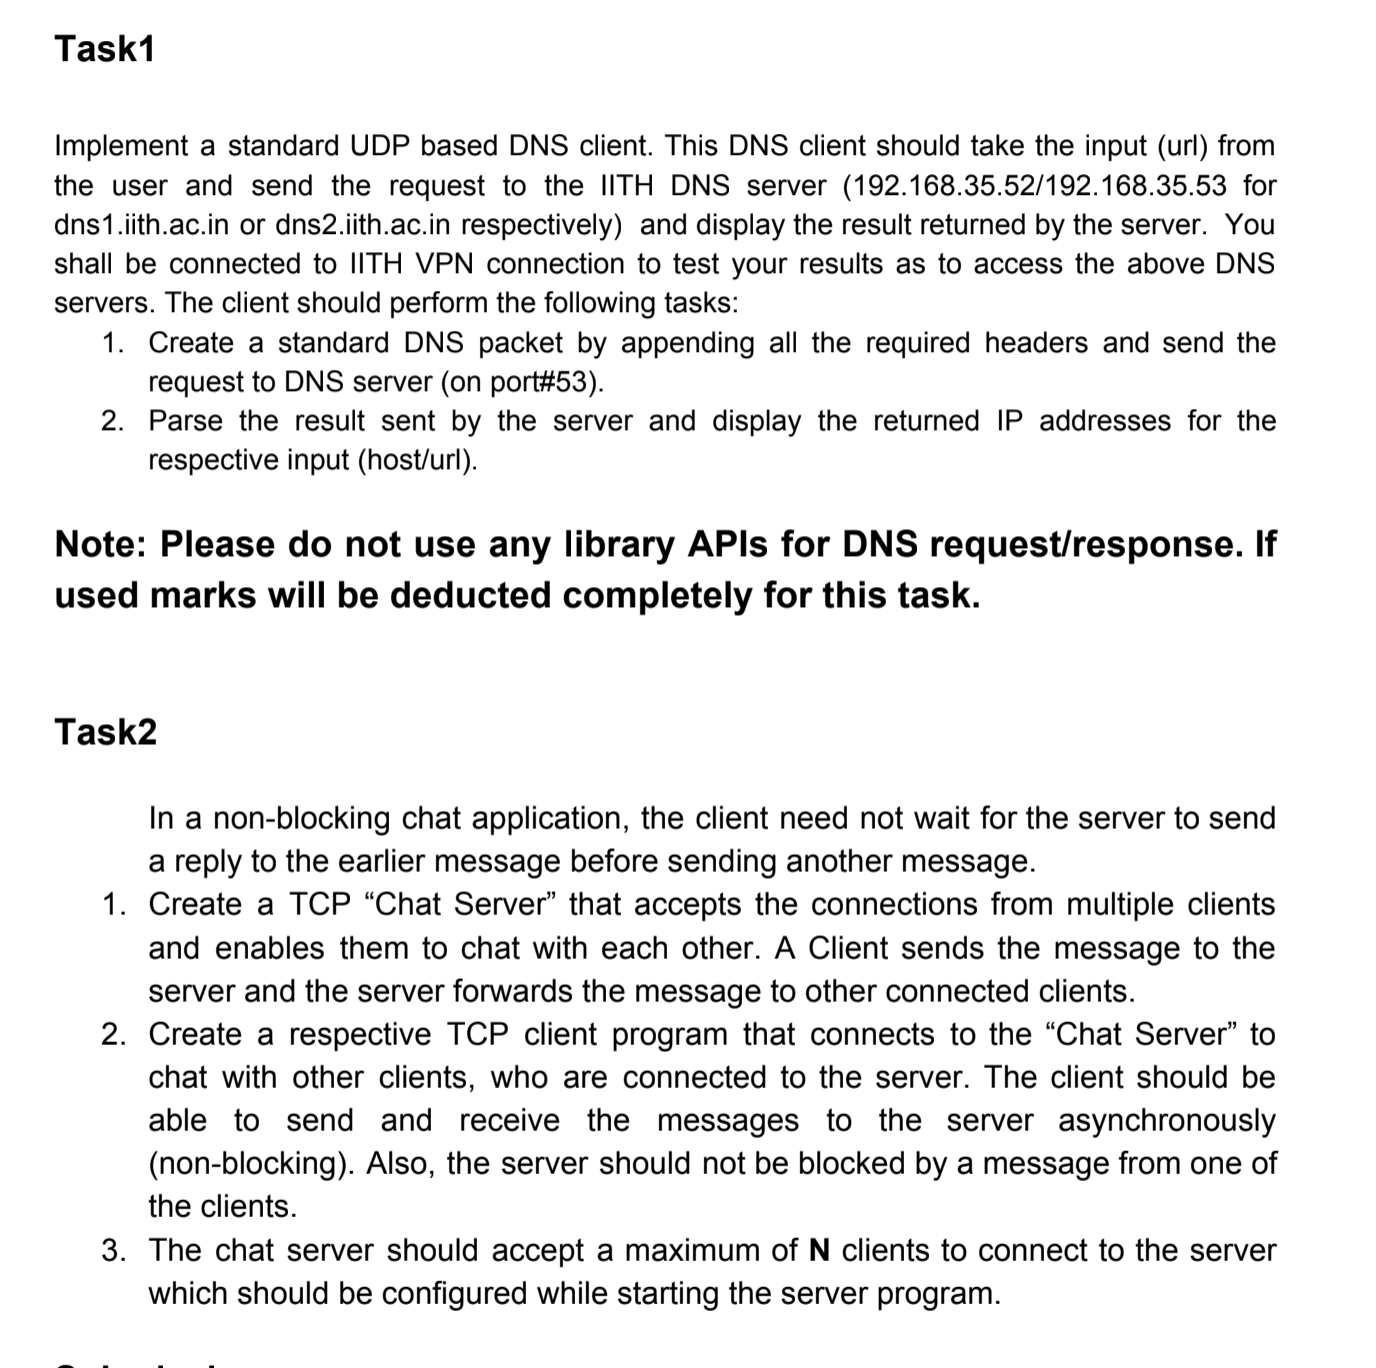 Task1
Implement a standard UDP based DNS client. This DNS client should take the input (url) from
the user and send the request to the IITH DNS server (192.168.35.52/192.168.35.53 for
dns1.iith.ac.in or dns2.iith.ac.in respectively) and display the result returned by the server. You
shall be connected to IITH VPN connection to test your results as to access the above DNS
servers. The client should perform the following tasks:
1. Create a standard DNS packet by appending all the required headers and send the
request to DNS server (on port#53).
2. Parse the result sent by the server and display the returned IP addresses for the
respective input (host/url).
Note: Please do not use any library APIs for DNS request/response. If
used marks will be deducted completely for this task.
Task2
In a non-blocking chat application, the client need not wait for the server to send
a reply to the earlier message before sending another message.
1. Create a TCP “Chat Server” that accepts the connections from multiple clients
and enables them to chat with each other. A Client sends the message to the
server and the server forwards the message to other connected clients.
2. Create a respective TCP client program that connects to the “Chat Server” to
chat with other clients, who are connected to the server. The client should be
able to send and receive the messages to the server asynchronously
(non-blocking). Also, the server should not be blocked by a message from one of
the clients.
3. The chat server should accept a maximum of N clients to connect to the server
which should be configured while starting the server program.